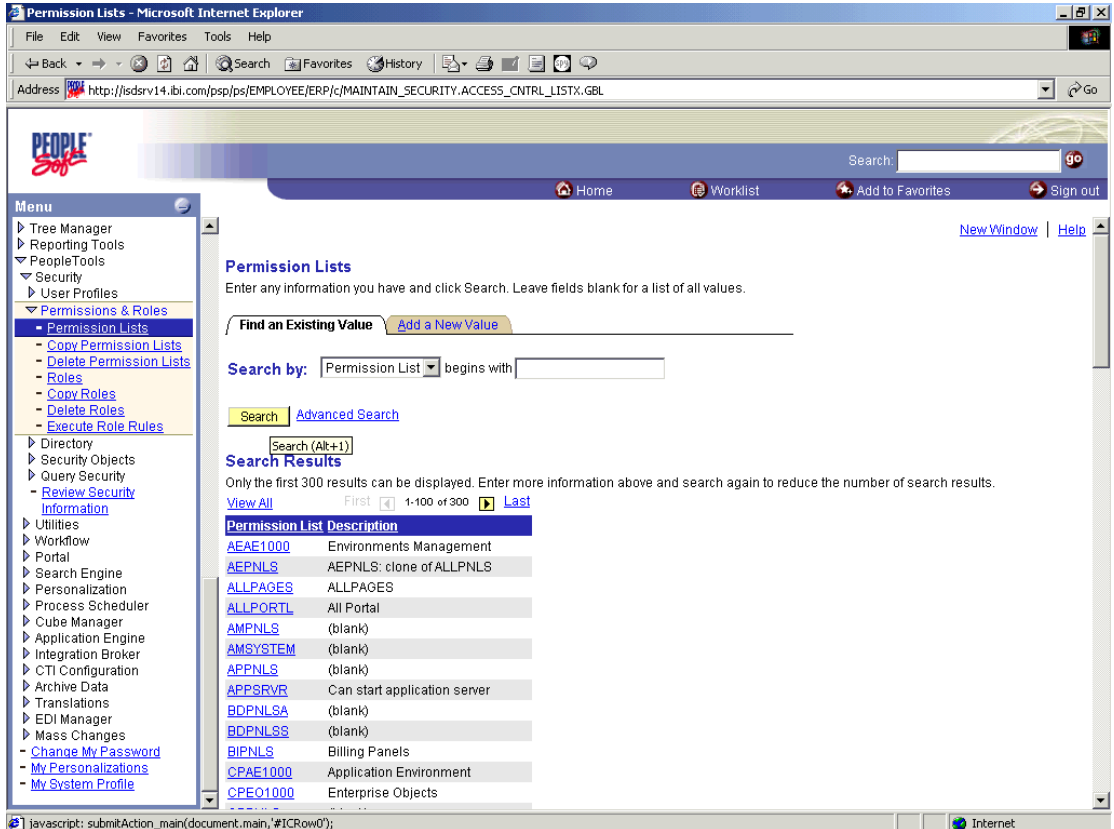 Permission Lists - Microsoft Internet Explorer
File Edit View Favorites Tools Help
Back Search Favorites History
Address http://isdsrv14.ibi.com/psp/ps/EMPLOYEE/ERP/c/MAINTAIN_SECURITY.ACCESS_CNTRL_LISTX.GBL Go
PEOPLE Soft
Search: go
Home Worklist Add to Favorites Sign out
Menu
Tree Manager
Reporting Tools
PeopleTools
Security
User Profiles
Permissions & Roles
- Permission Lists
- Copy Permission Lists
- Delete Permission Lists
- Roles
- Copy Roles
- Delete Roles
- Execute Role Rules
Directory
Security Objects
Query Security
- Review Security
Information
Utilities
Workflow
Portal
Search Engine
Personalization
Process Scheduler
Cube Manager
Application Engine
Integration Broker
CTI Configuration
Archive Data
Translations
EDI Manager
Mass Changes
- Change My Password
- My Personalizations
- My System Profile
New Window | Help
Permission Lists
Enter any information you have and click Search. Leave fields blank for a list of all values.
Find an Existing Value Add a New Value
Search by: Permission List begins with
Search Advanced Search
Search (Alt+1)
Search Results
Only the first 300 results can be displayed. Enter more information above and search again to reduce the number of search results.
View All First 1-100 of 300 Last
Permission List Description
AEAE1000 Environments Management
AEPNLS AEPNLS: clone of ALLPNLS
ALLPAGES ALLPAGES
ALLPORTL All Portal
AMPNLS (blank)
AMSYSTEM (blank)
APPNLS (blank)
APPSRVR Can start application server
BDPNLSA (blank)
BDPNLSS (blank)
BIPNLS Billing Panels
CPAE1000 Application Environment
CPEO1000 Enterprise Objects
javascript: submitAction_main(document.main,'#ICRow0'); Internet